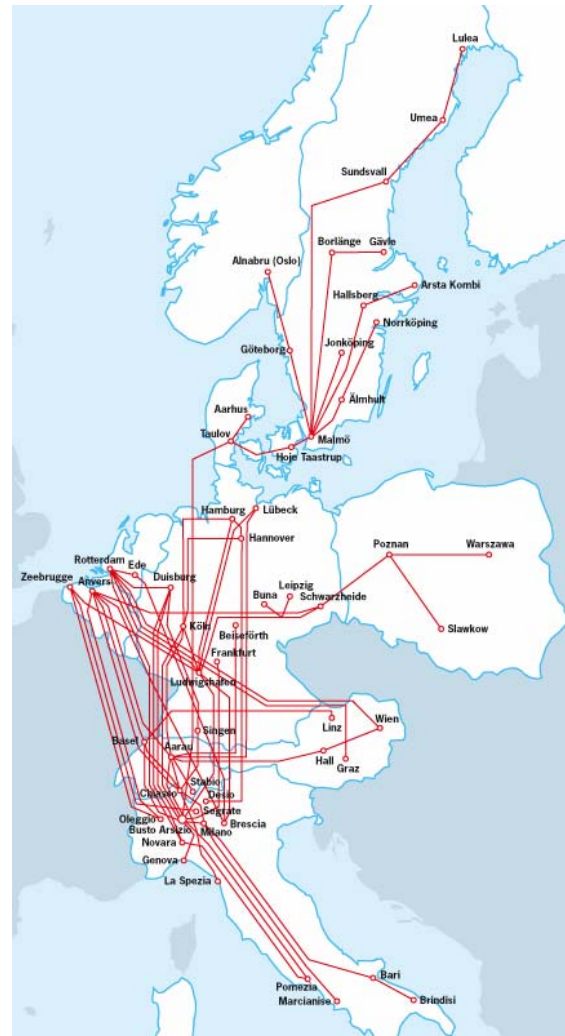 Lulea
Umea
Sundsvall
Borlänge Gävle
Alnabru (Oslo)
Arsta Kombi
Hallsberg
Norrköping
Göteborg
Jonköping
Älmhult
Aarhus
Taulov
Malmö
Hoje Taastrup
Hamburg
Lübeck
Hannover
Poznan
Warszawa
Rotterdam
Ede
Zeebrugge
Anvers
Duisburg
Leipzig
Buna
Schwarzheide
Slawkow
Köln
Beiseförth
Frankfurt
Ludwigshafen
Singen
Linz
Wien
Basel
Aarau
Hall
Graz
Stabio
Chiasso
Desio
Segrate
Oleggio
Busto Arsizio
Milano
Brescia
Novara
Genova
La Spezia
Pomezia
Bari
Marcianise
Brindisi